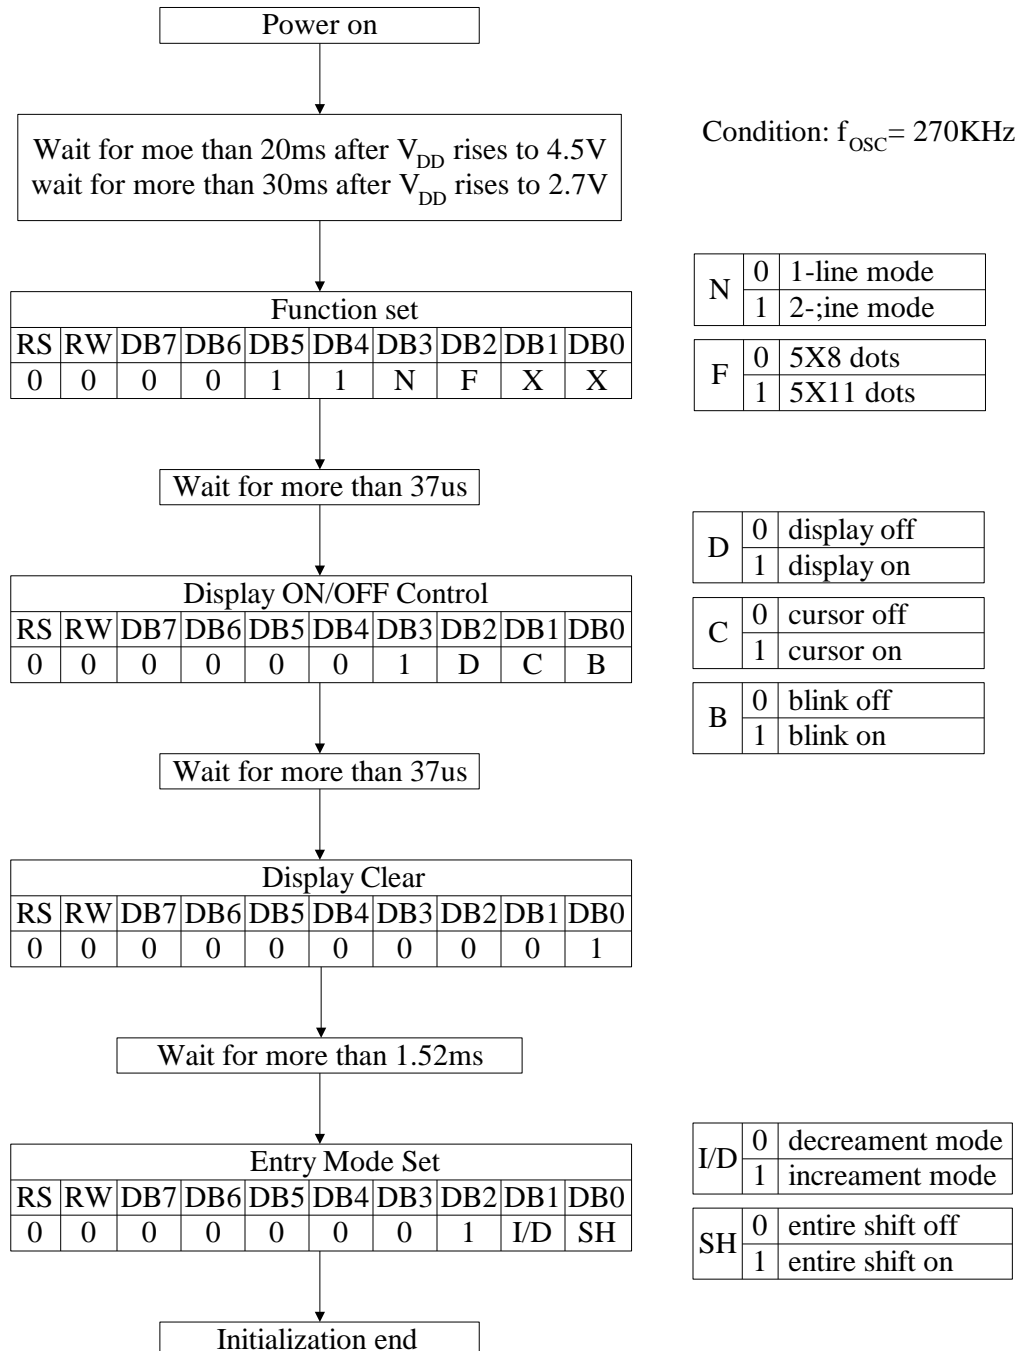 Power on
Wait for moe than 20ms after VDD rises to 4.5V
wait for more than 30ms after VDD rises to 2.7V
Condition: fOSC= 270KHz
Function set
RS RW DB7 DB6 DB5 DB4 DB3 DB2 DB1 DB0
0 0 0 0 1 1 N F X X
N
0 1-line mode
1 2-;ine mode
F
0 5X8 dots
1 5X11 dots
Wait for more than 37us
Display ON/OFF Control
RS RW DB7 DB6 DB5 DB4 DB3 DB2 DB1 DB0
0 0 0 0 0 0 1 D C B
D
0 display off
1 display on
C
0 cursor off
1 cursor on
B
0 blink off
1 blink on
Wait for more than 37us
Display Clear
RS RW DB7 DB6 DB5 DB4 DB3 DB2 DB1 DB0
0 0 0 0 0 0 0 0 0 1
Wait for more than 1.52ms
Entry Mode Set
RS RW DB7 DB6 DB5 DB4 DB3 DB2 DB1 DB0
0 0 0 0 0 0 0 1 I/D SH
I/D
0 decreament mode
1 increament mode
SH
0 entire shift off
1 entire shift on
Initialization end